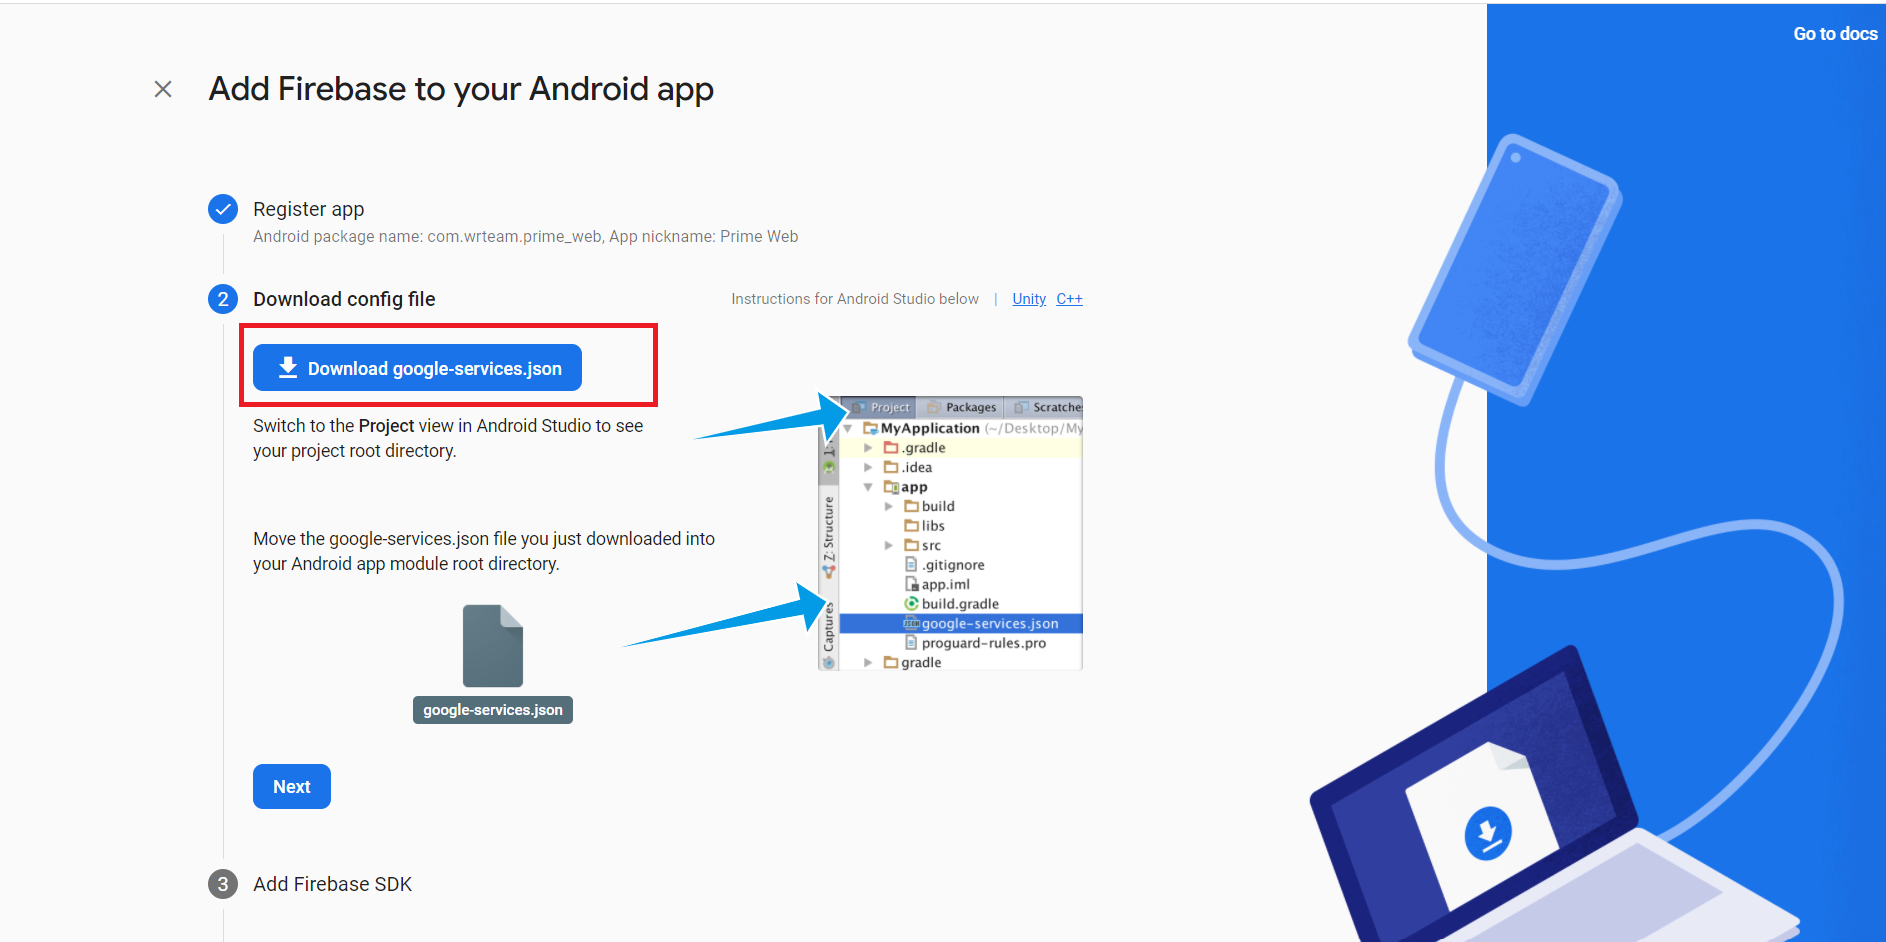 Go to docs
Add Firebase to your Android app
Register app
Android package name: com.wrteam.prime_web, App nickname: Prime Web
2 Download config file
Instructions for Android Studio below | Unity C++
Download google-services.json
Switch to the Project view in Android Studio to see
your project root directory.
Move the google-services.json file you just downloaded into
your Android app module root directory.
google-services.json
Project Packages Scratche
MyApplication (~/Desktop/My
.gradle
.idea
app
build
libs
src
.gitignore
app.iml
build.gradle
JSON google-services.json
proguard-rules.pro
gradle
Z: Structure
Captures
Next
3 Add Firebase SDK